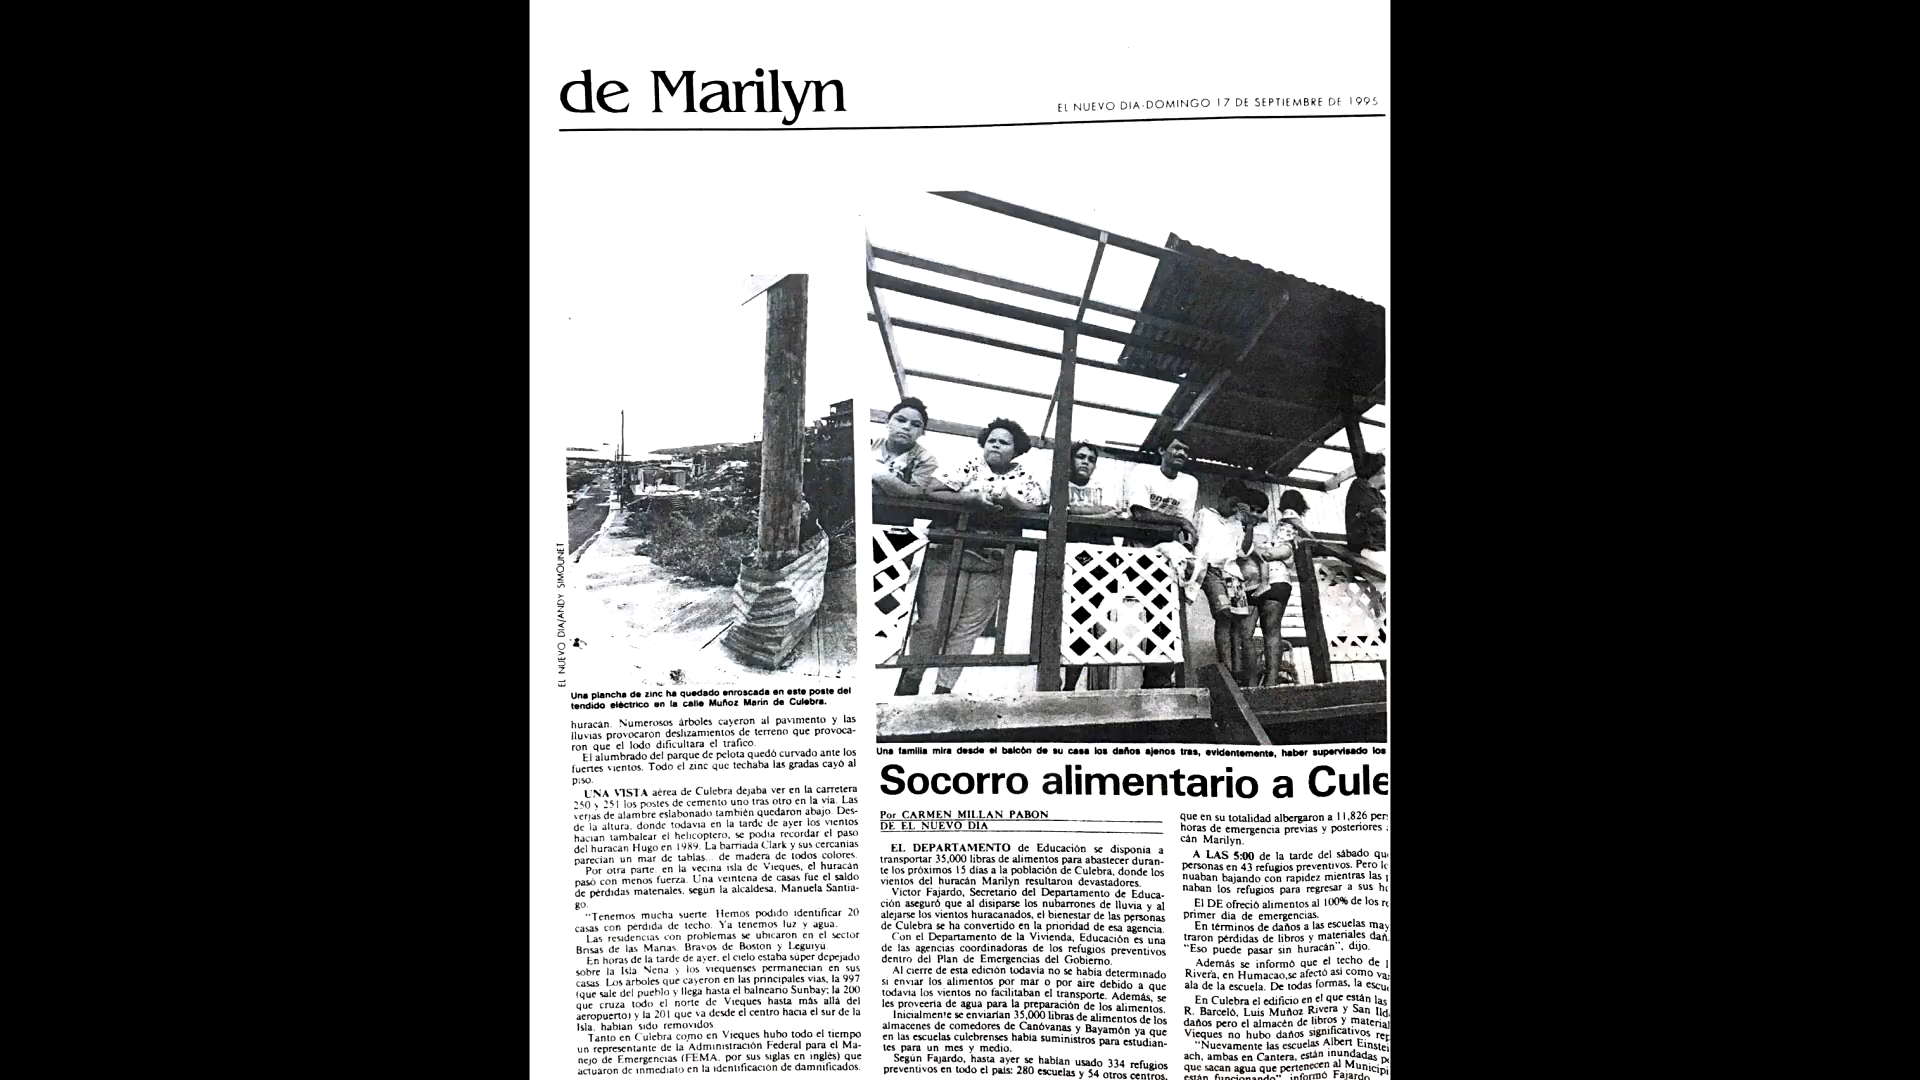 de Marilyn
EL NUEVO DIA-DOMINGO 17 DE SEPTIEMBRE DE 1995
EL NUEVO DIA/ANDY SIMOUNET
Una plancha de zinc ha quedado enroscada en este poste del
tendido eléctrico en la calle Muñoz Marín de Culebra.
huracán. Numerosos árboles cayeron al pavimento y las
lluvias provocaron deslizamientos de terreno que provoca-
ron que el lodo dificultara el trafico.
El alumbrado del parque de pelota quedó curvado ante los
fuertes vientos. Todo el zinc que techaba las gradas cayó al
piso.
UNA VISTA aérea de Culebra dejaba ver en la carretera
250 y 251 los postes de cemento uno tras otro en la vía. Las
verjas de alambre eslabonado también quedaron abajo. Des-
de la altura, donde todavía en la tarde de ayer los vientos
hacían tambalear el helicóptero, se podía recordar el paso
del huracán Hugo en 1989. La barriada Clark y sus cercanías
parecían un mar de tablas... de madera de todos colores.
Por otra parte, en la vecina isla de Vieques, el huracán
pasó con menos fuerza. Una veintena de casas fue el saldo
de pérdidas materiales, según la alcaldesa, Manuela Santia-
go.
"Tenemos mucha suerte. Hemos podido identificar 20
casas con pérdida de techo. Ya tenemos luz y agua.
Las residencias con problemas se ubicaron en el sector
Brisas de las Marías, Bravos de Boston y Leguiyú.
En horas de la tarde de ayer, el cielo estaba súper depejado
sobre la Isla Nena y los viequenses permanecían en sus
casas. Los árboles que cayeron en las principales vías, la 997
(que sale del pueblo y llega hasta el balneario Sunbay; la 200
que cruza todo el norte de Vieques hasta más allá del
aeropuerto) y la 201 que va desde el centro hacia el sur de la
Isla, habían sido removidos.
Tanto en Culebra como en Vieques hubo todo el tiempo
un representante de la Administración Federal para el Ma-
nejo de Emergencias (FEMA, por sus siglas en inglés) que
actuaron de inmediato en la identificación de damnificados.
Una familia mira desde el balcón de su casa los daños ajenos tras, evidentemente, haber supervisado los
Socorro alimentario a Cule
Por CARMEN MILLAN PABON
DE EL NUEVO DIA
EL DEPARTAMENTO de Educación se disponía a
transportar 35,000 libras de alimentos para abastecer duran-
te los próximos 15 días a la población de Culebra, donde los
vientos del huracán Marilyn resultaron devastadores.
Víctor Fajardo, Secretario del Departamento de Educa-
ción aseguró que al disiparse los nubarrones de lluvia y al
alejarse los vientos huracanados, el bienestar de las personas
de Culebra se ha convertido en la prioridad de esa agencia.
Con el Departamento de la Vivienda, Educación es una
de las agencias coordinadoras de los refugios preventivos
dentro del Plan de Emergencias del Gobierno.
Al cierre de esta edición todavía no se había determinado
si enviar los alimentos por mar o por aire debido a que
todavía los vientos no facilitaban el transporte. Además, se
les proveería de agua para la preparación de los alimentos.
Inicialmente se enviarían 35,000 libras de alimentos de los
almacenes de comedores de Canóvanas y Bayamón ya que
en las escuelas culebrenses había suministros para estudian-
tes para un mes y medio.
Según Fajardo, hasta ayer se habían usado 334 refugios
preventivos en todo el país: 280 escuelas y 54 otros centros,
que en su totalidad albergaron a 11,826 per
horas de emergencia previas y posteriores
cán Marilyn.
A LAS 5:00 de la tarde del sábado qu
personas en 43 refugios preventivos. Pero
nuaban bajando con rapidez mientras las
naban los refugios para regresar a sus
El DE ofreció alimentos al 100% de los
primer día de emergencias.
En términos de daños a las escuelas may
traron pérdidas de libros y materiales dañ
"Eso puede pasar sin huracán", dijo.
Además se informó que el techo de
Rivera, en Humacao,se afectó así como va
ala de la escuela. De todas formas, la escu
En Culebra el edificio en el que están las
R. Barceló, Luis Muñoz Rivera y San Ild
daños pero el almacén de libros y material
Vieques no hubo daños significativos rep
"Nuevamente las escuelas Albert Einstei
ach, ambas en Cantera, están inundadas
que sacan agua que pertenecen al Municipi
están funcionando", informó Fajardo.